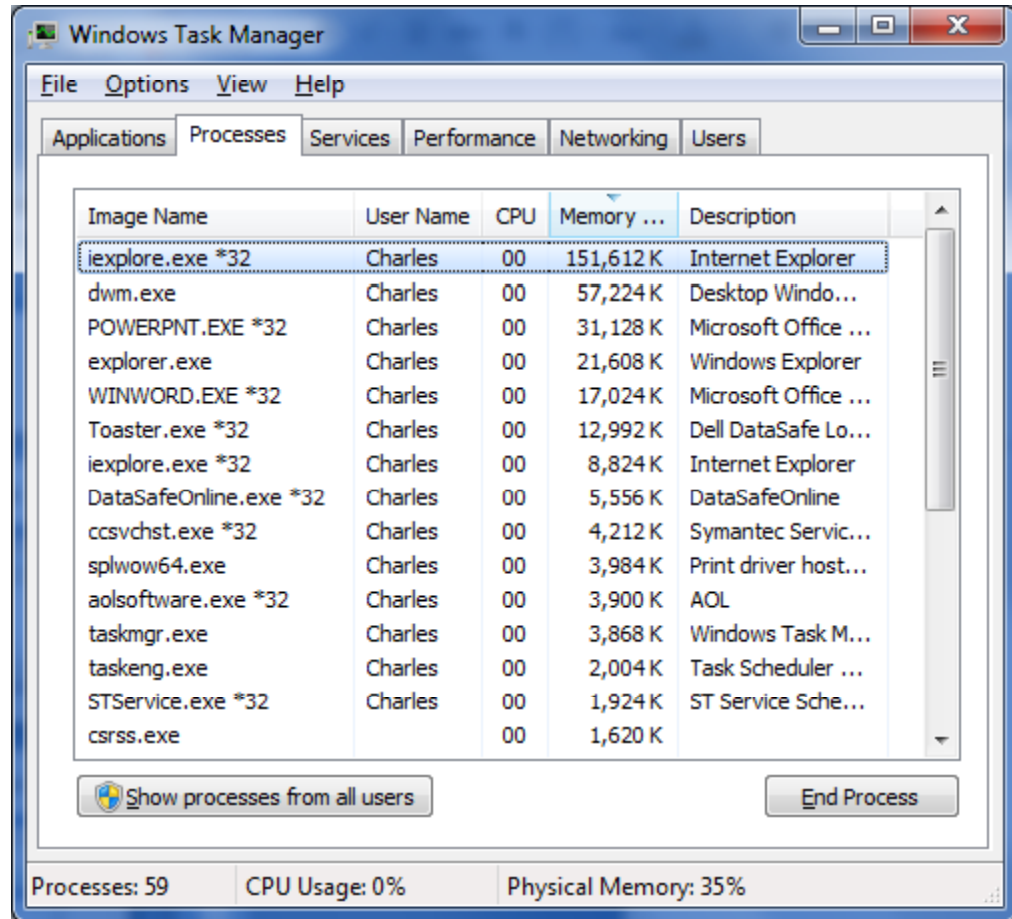 Windows Task Manager
File Options View Help
Applications Processes Services Performance Networking Users
Image Name User Name CPU Memory ... Description
iexplore.exe *32 Charles 00 151,612 K Internet Explorer
dwm.exe Charles 00 57,224 K Desktop Windo...
POWERPNT.EXE *32 Charles 00 31,128 K Microsoft Office ...
explorer.exe Charles 00 21,608 K Windows Explorer
WINWORD.EXE *32 Charles 00 17,024 K Microsoft Office ...
Toaster.exe *32 Charles 00 12,992 K Dell DataSafe Lo...
iexplore.exe *32 Charles 00 8,824 K Internet Explorer
DataSafeOnline.exe *32 Charles 00 5,556 K DataSafeOnline
ccsvchst.exe *32 Charles 00 4,212 K Symantec Servic...
splwow64.exe Charles 00 3,984 K Print driver host...
aolsoftware.exe *32 Charles 00 3,900 K AOL
taskmgr.exe Charles 00 3,868 K Windows Task M...
taskeng.exe Charles 00 2,004 K Task Scheduler ...
STService.exe *32 Charles 00 1,924 K ST Service Sche...
csrss.exe 00 1,620 K
Show processes from all users End Process
Processes: 59 CPU Usage: 0% Physical Memory: 35%